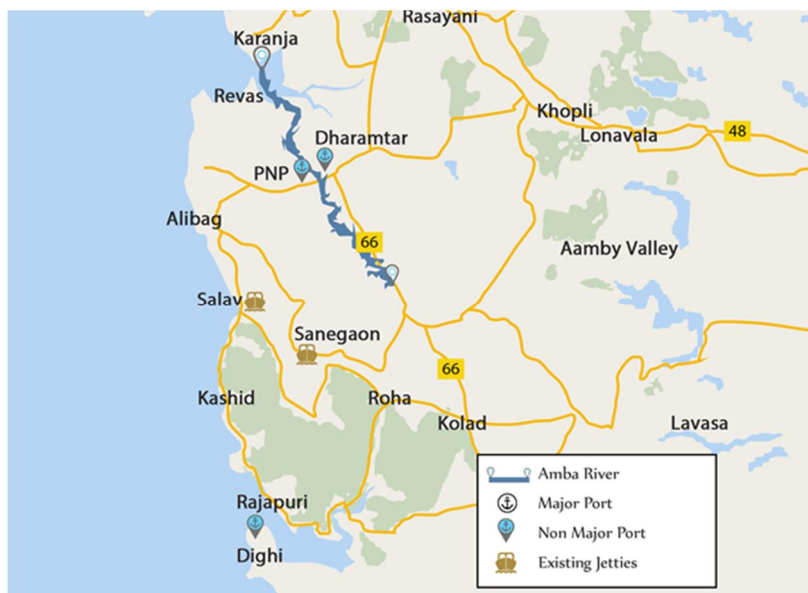 Rasayani
Karanja
Revas
Khopli
Lonavala
48
Dharamtar
PNP
Alibag
66
Aamby Valley
Salav
Sanegaon
66
Kashid
Roha
Kolad
Lavasa
Rajapuri
Dighi
Amba River
Major Port
Non Major Port
Existing Jetties